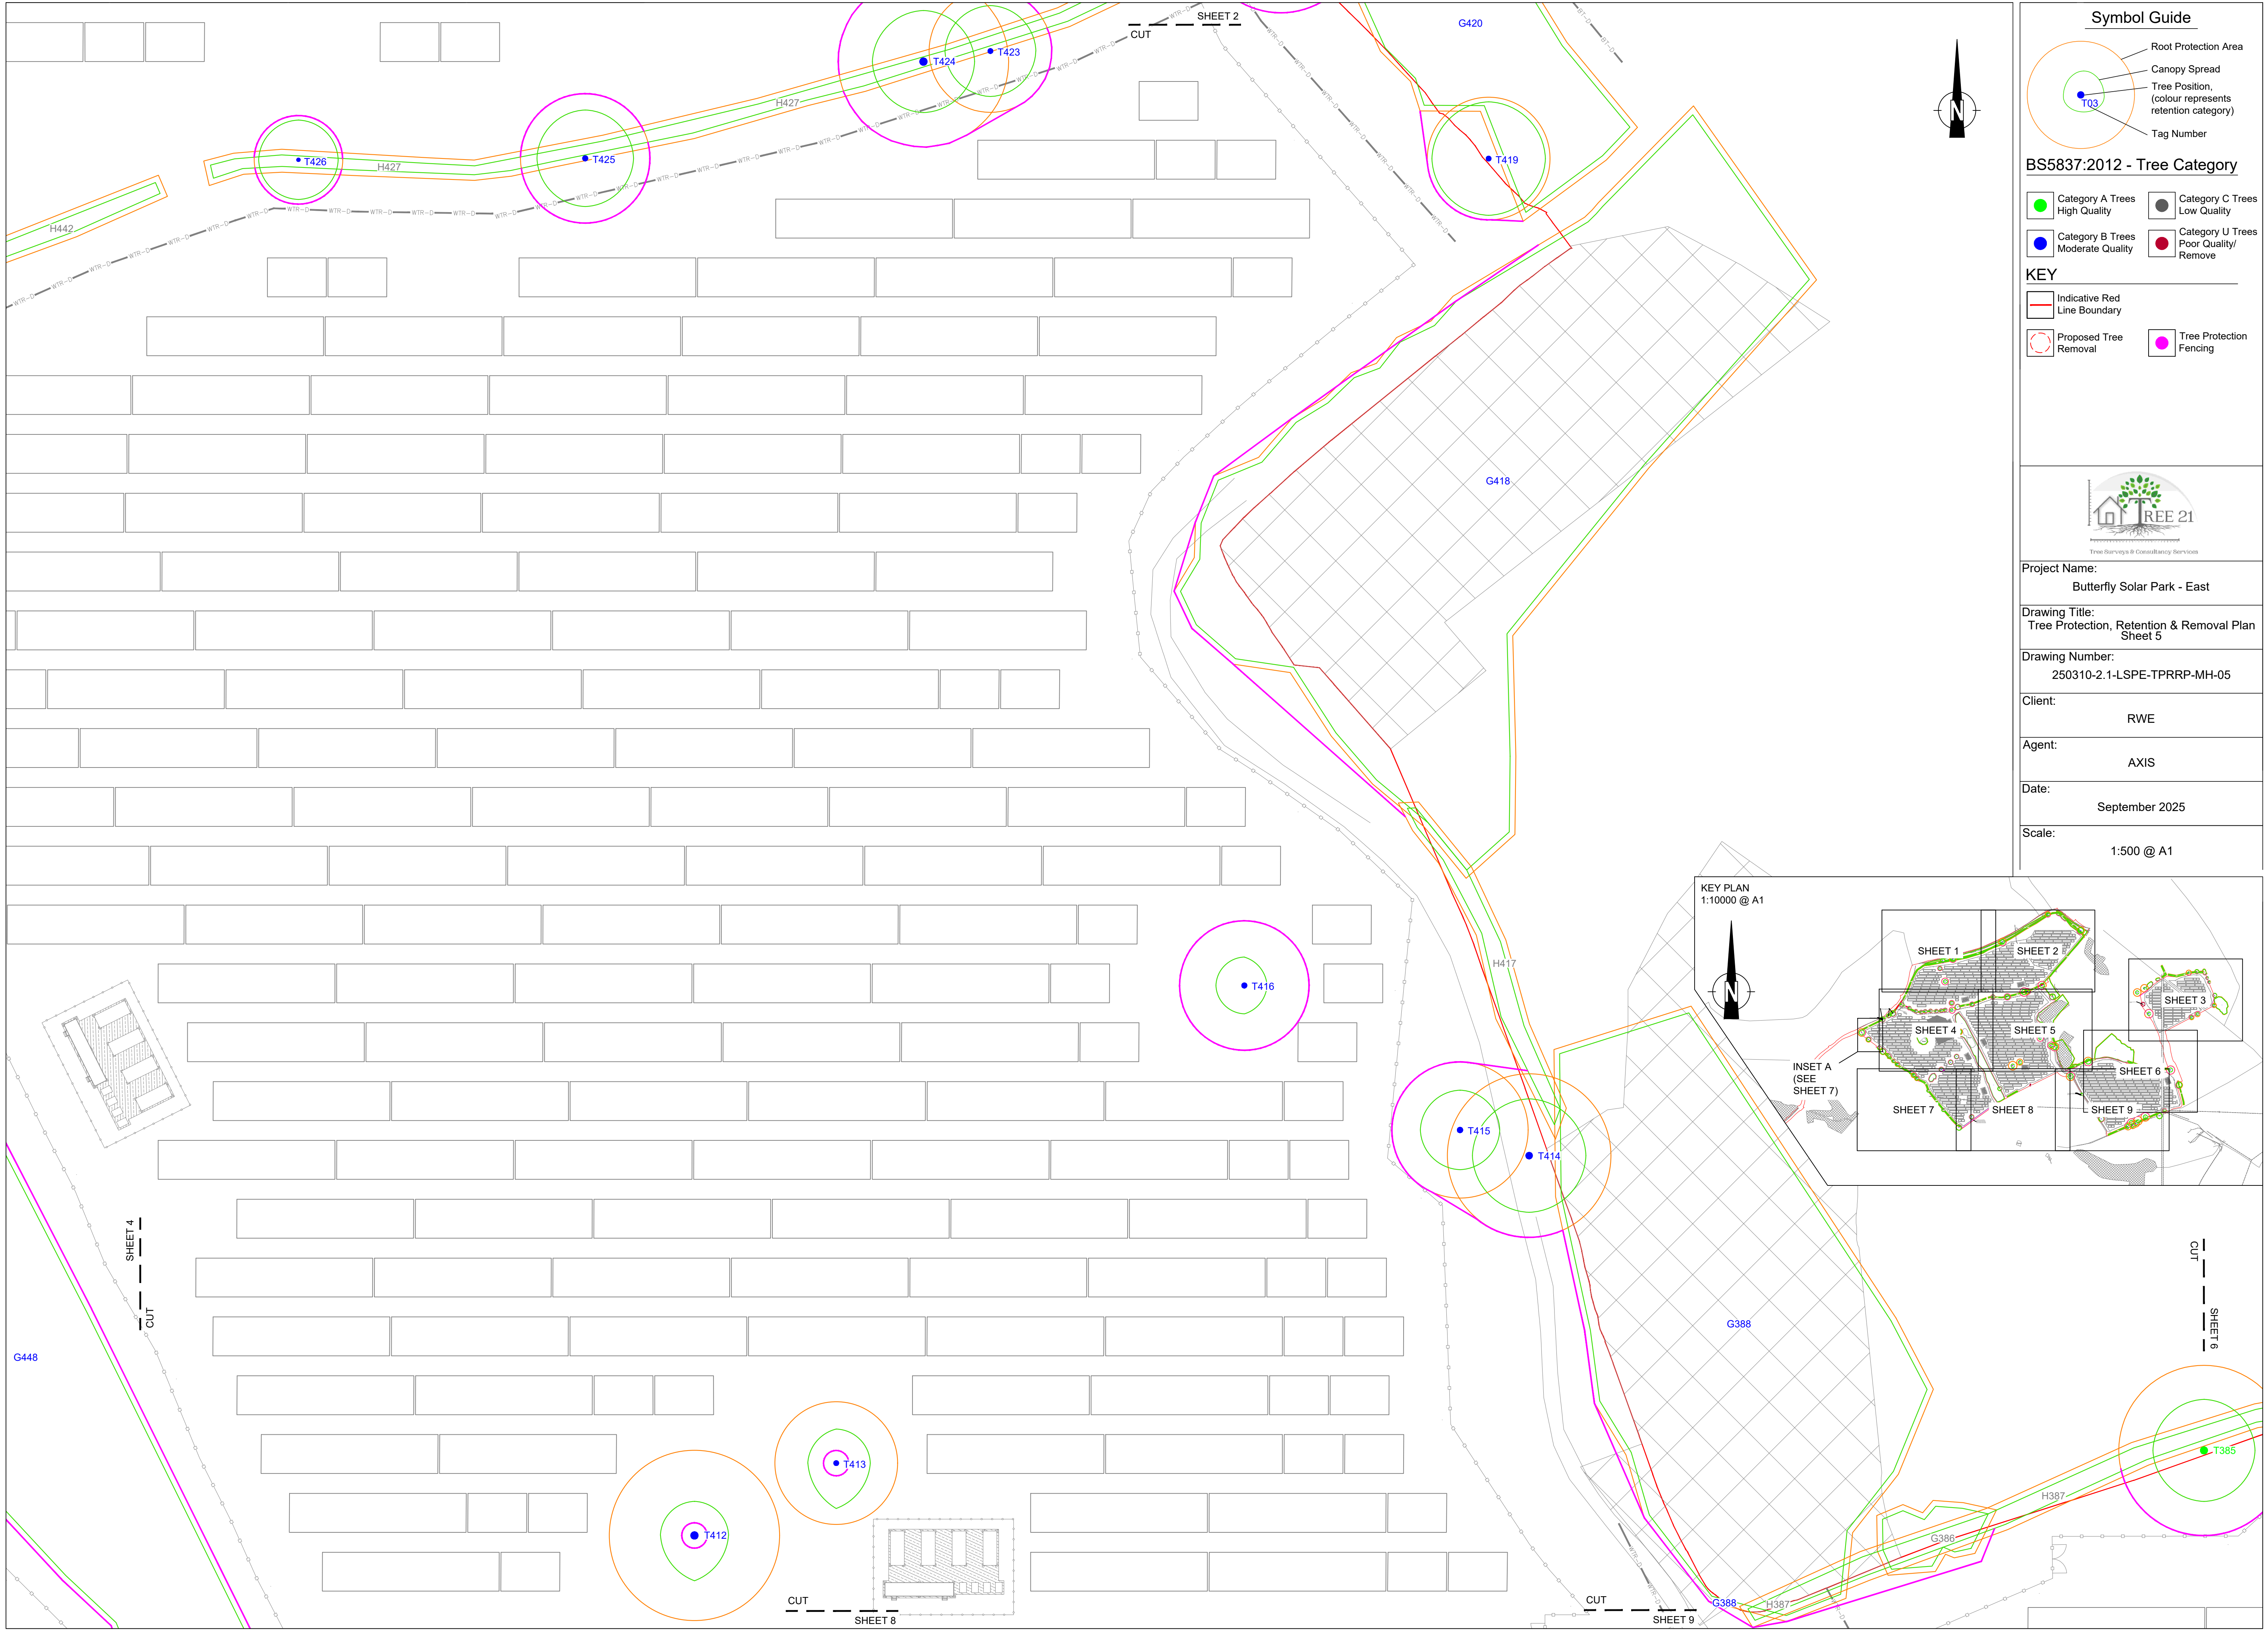 SHEET 2
CUT
G420
T424
T423
H427
T425
T426
H427
H442
T419
WTR-D
BT-D
N
G418
H417
T416
T415
T414
G388
SHEET 4
CUT
G448
T413
T412
CUT
SHEET 8
CUT
SHEET 9
G388
H387
G386
H387
T385
CUT
SHEET 6
Symbol Guide
Root Protection Area
Canopy Spread
Tree Position,
(colour represents
retention category)
T03
Tag Number
BS5837:2012 - Tree Category
Category A Trees
High Quality
Category C Trees
Low Quality
Category B Trees
Moderate Quality
Category U Trees
Poor Quality/
Remove
KEY
Indicative Red
Line Boundary
Proposed Tree
Removal
Tree Protection
Fencing
TREE 21
Tree Surveys & Consultancy Services
Project Name:
Butterfly Solar Park - East
Drawing Title:
Tree Protection, Retention & Removal Plan
Sheet 5
Drawing Number:
250310-2.1-LSPE-TPRRP-MH-05
Client:
RWE
Agent:
AXIS
Date:
September 2025
Scale:
1:500 @ A1
KEY PLAN
1:10000 @ A1
N
SHEET 1
SHEET 2
SHEET 3
SHEET 4
SHEET 5
SHEET 6
INSET A
(SEE
SHEET 7)
SHEET 7
SHEET 8
SHEET 9